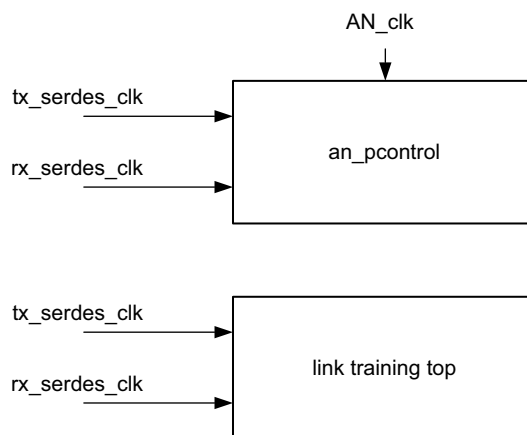 AN_clk
tx_serdes_clk
an_pcontrol
rx_serdes_clk
tx_serdes_clk
link training top
rx_serdes_clk